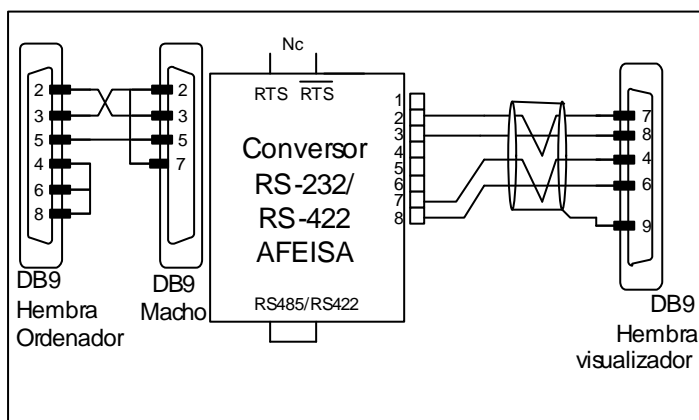 Nc
RTS RTS
2
3
5
4
6
8
2
3
5
7
1
2
3
4
5
6
7
8
7
8
4
6
9
Conversor
RS-232/
RS-422
AFEISA
RS485/RS422
DB9
Hembra
Ordenador
DB9
Macho
DB9
Hembra
visualizador